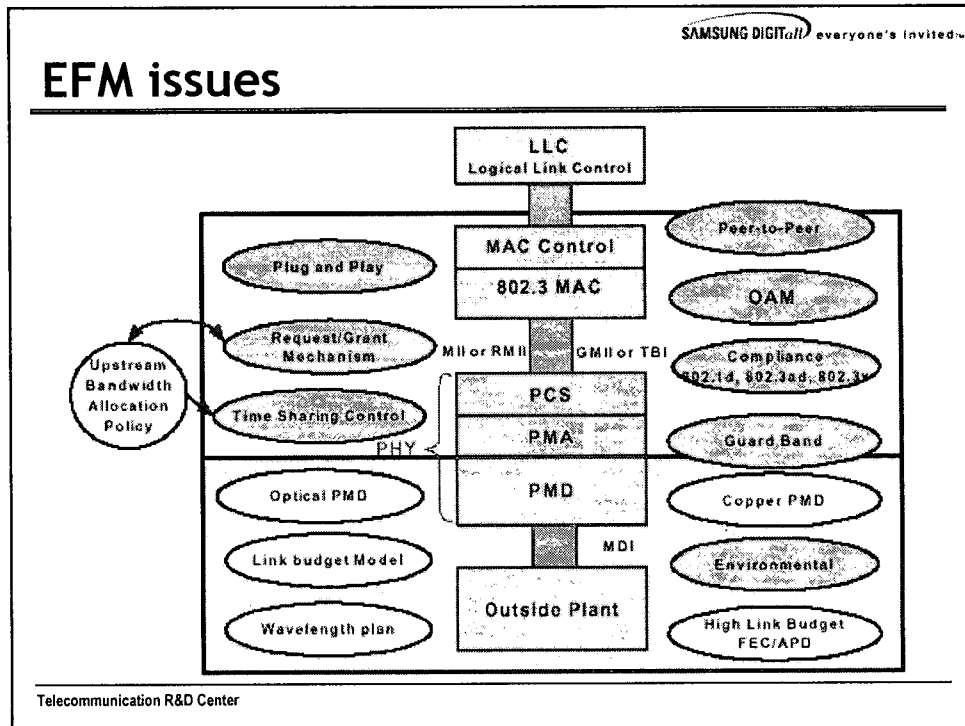 SAMSUNG DIGITall everyone's invited™
EFM issues
LLC
Logical Link Control
MAC Control
802.3 MAC
Plug and Play
Peer-to-Peer
OAM
Request/Grant
Mechanism
MII or RMII
GMII or TBI
Compliance
802.1d, 802.3ad, 802.3x
Upstream
Bandwidth
Allocation
Policy
Time Sharing Control
PCS
PMA
PHY
Guard Band
Optical PMD
PMD
Copper PMD
Link budget Model
MDI
Environmental
Wavelength plan
Outside Plant
High Link Budget
FEC/APD
Telecommunication R&D Center